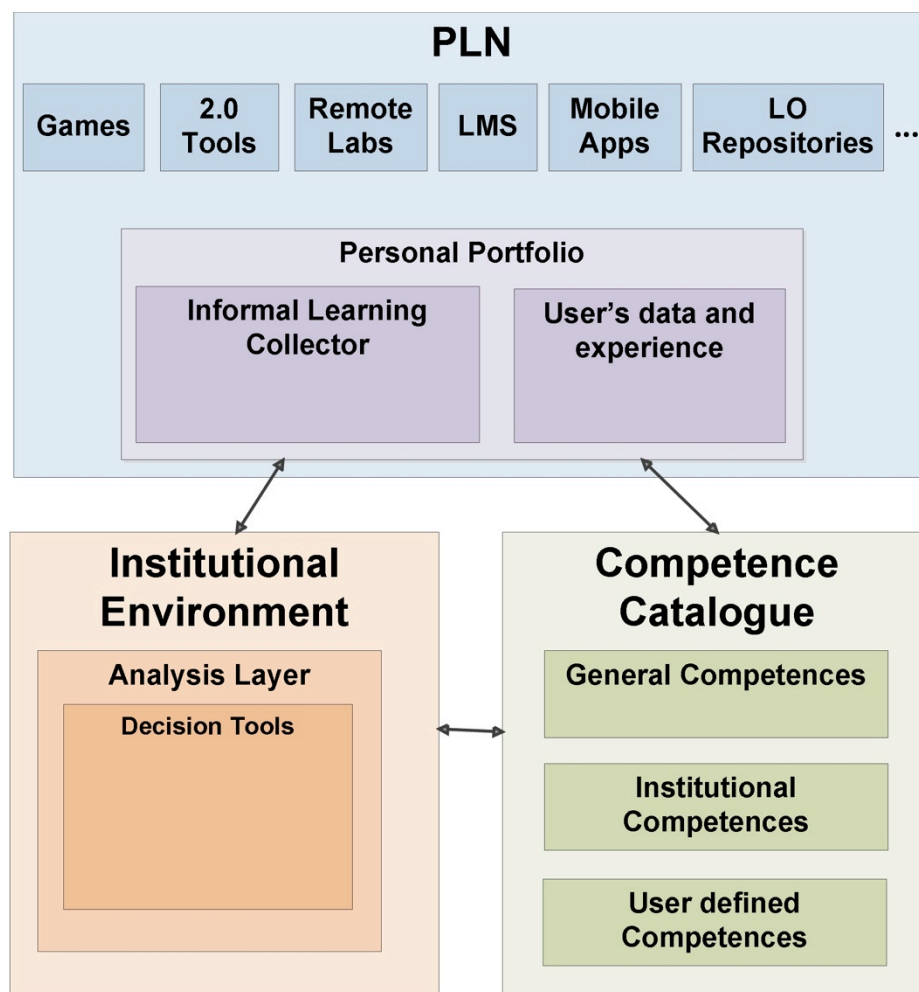 PLN
Games
2.0
Tools
Remote
Labs
LMS
Mobile
Apps
LO
Repositories
...
Personal Portfolio
Informal Learning
Collector
User’s data and
experience
Institutional
Environment
Analysis Layer
Decision Tools
Competence
Catalogue
General Competences
Institutional
Competences
User defined
Competences